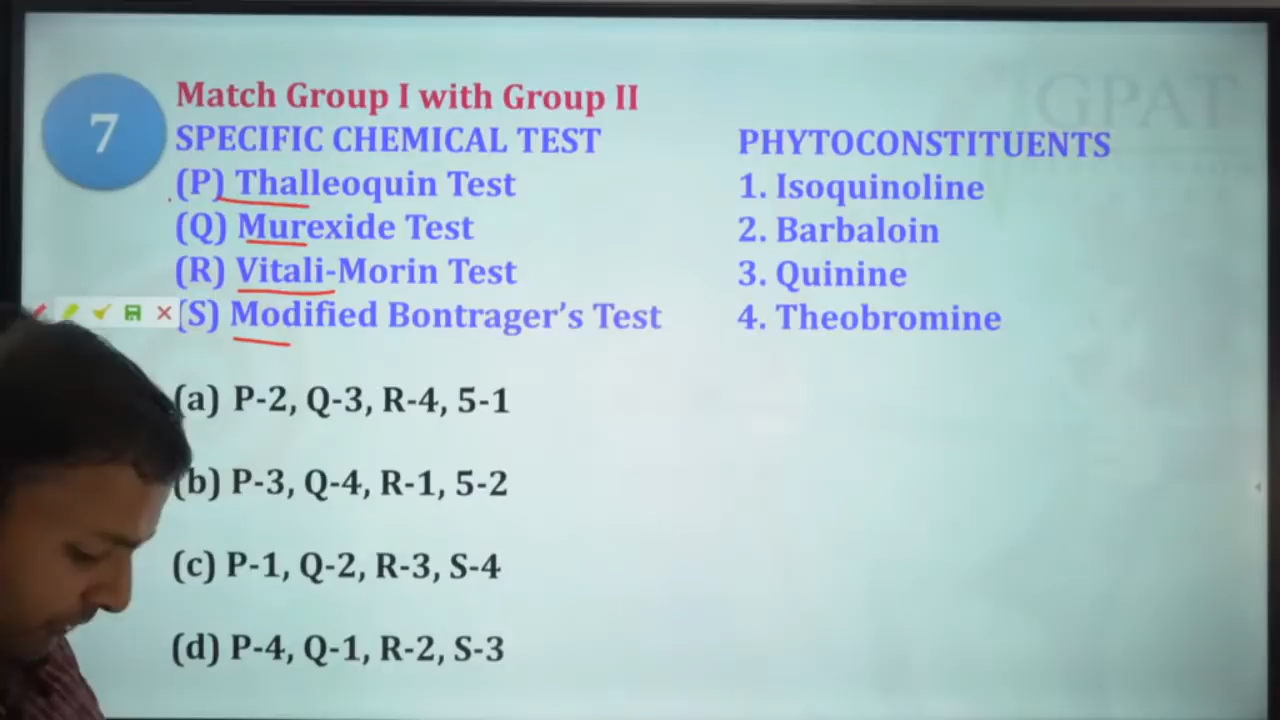 7
GPAT
Match Group I with Group II
SPECIFIC CHEMICAL TEST
PHYTOCONSTITUENTS
(P) Thalleoquin Test
1. Isoquinoline
(Q) Murexide Test
2. Barbaloin
(R) Vitali-Morin Test
3. Quinine
(S) Modified Bontrager's Test
4. Theobromine
(a) P-2, Q-3, R-4, 5-1
(b) P-3, Q-4, R-1, 5-2
(c) P-1, Q-2, R-3, S-4
(d) P-4, Q-1, R-2, S-3